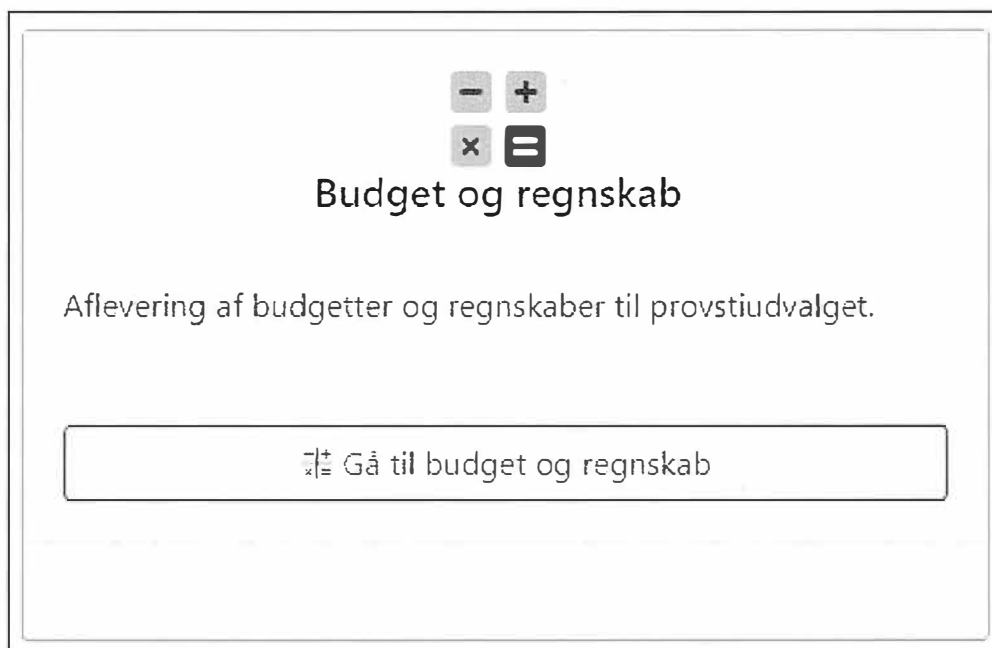 Budget og regnskab
Aflevering af budgetter og regnskaber til provstiudvalget.
Gå til budget og regnskab